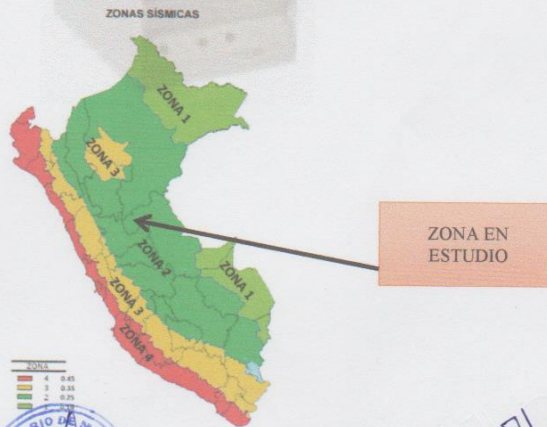 ZONAS SÍSMICAS
ZONA 1
ZONA 3
ZONA EN
ESTUDIO
ZONA 2
ZONA 1
ZONA 3
ZONA 4
ZONA
4 0.45
3 0.35
2 0.25